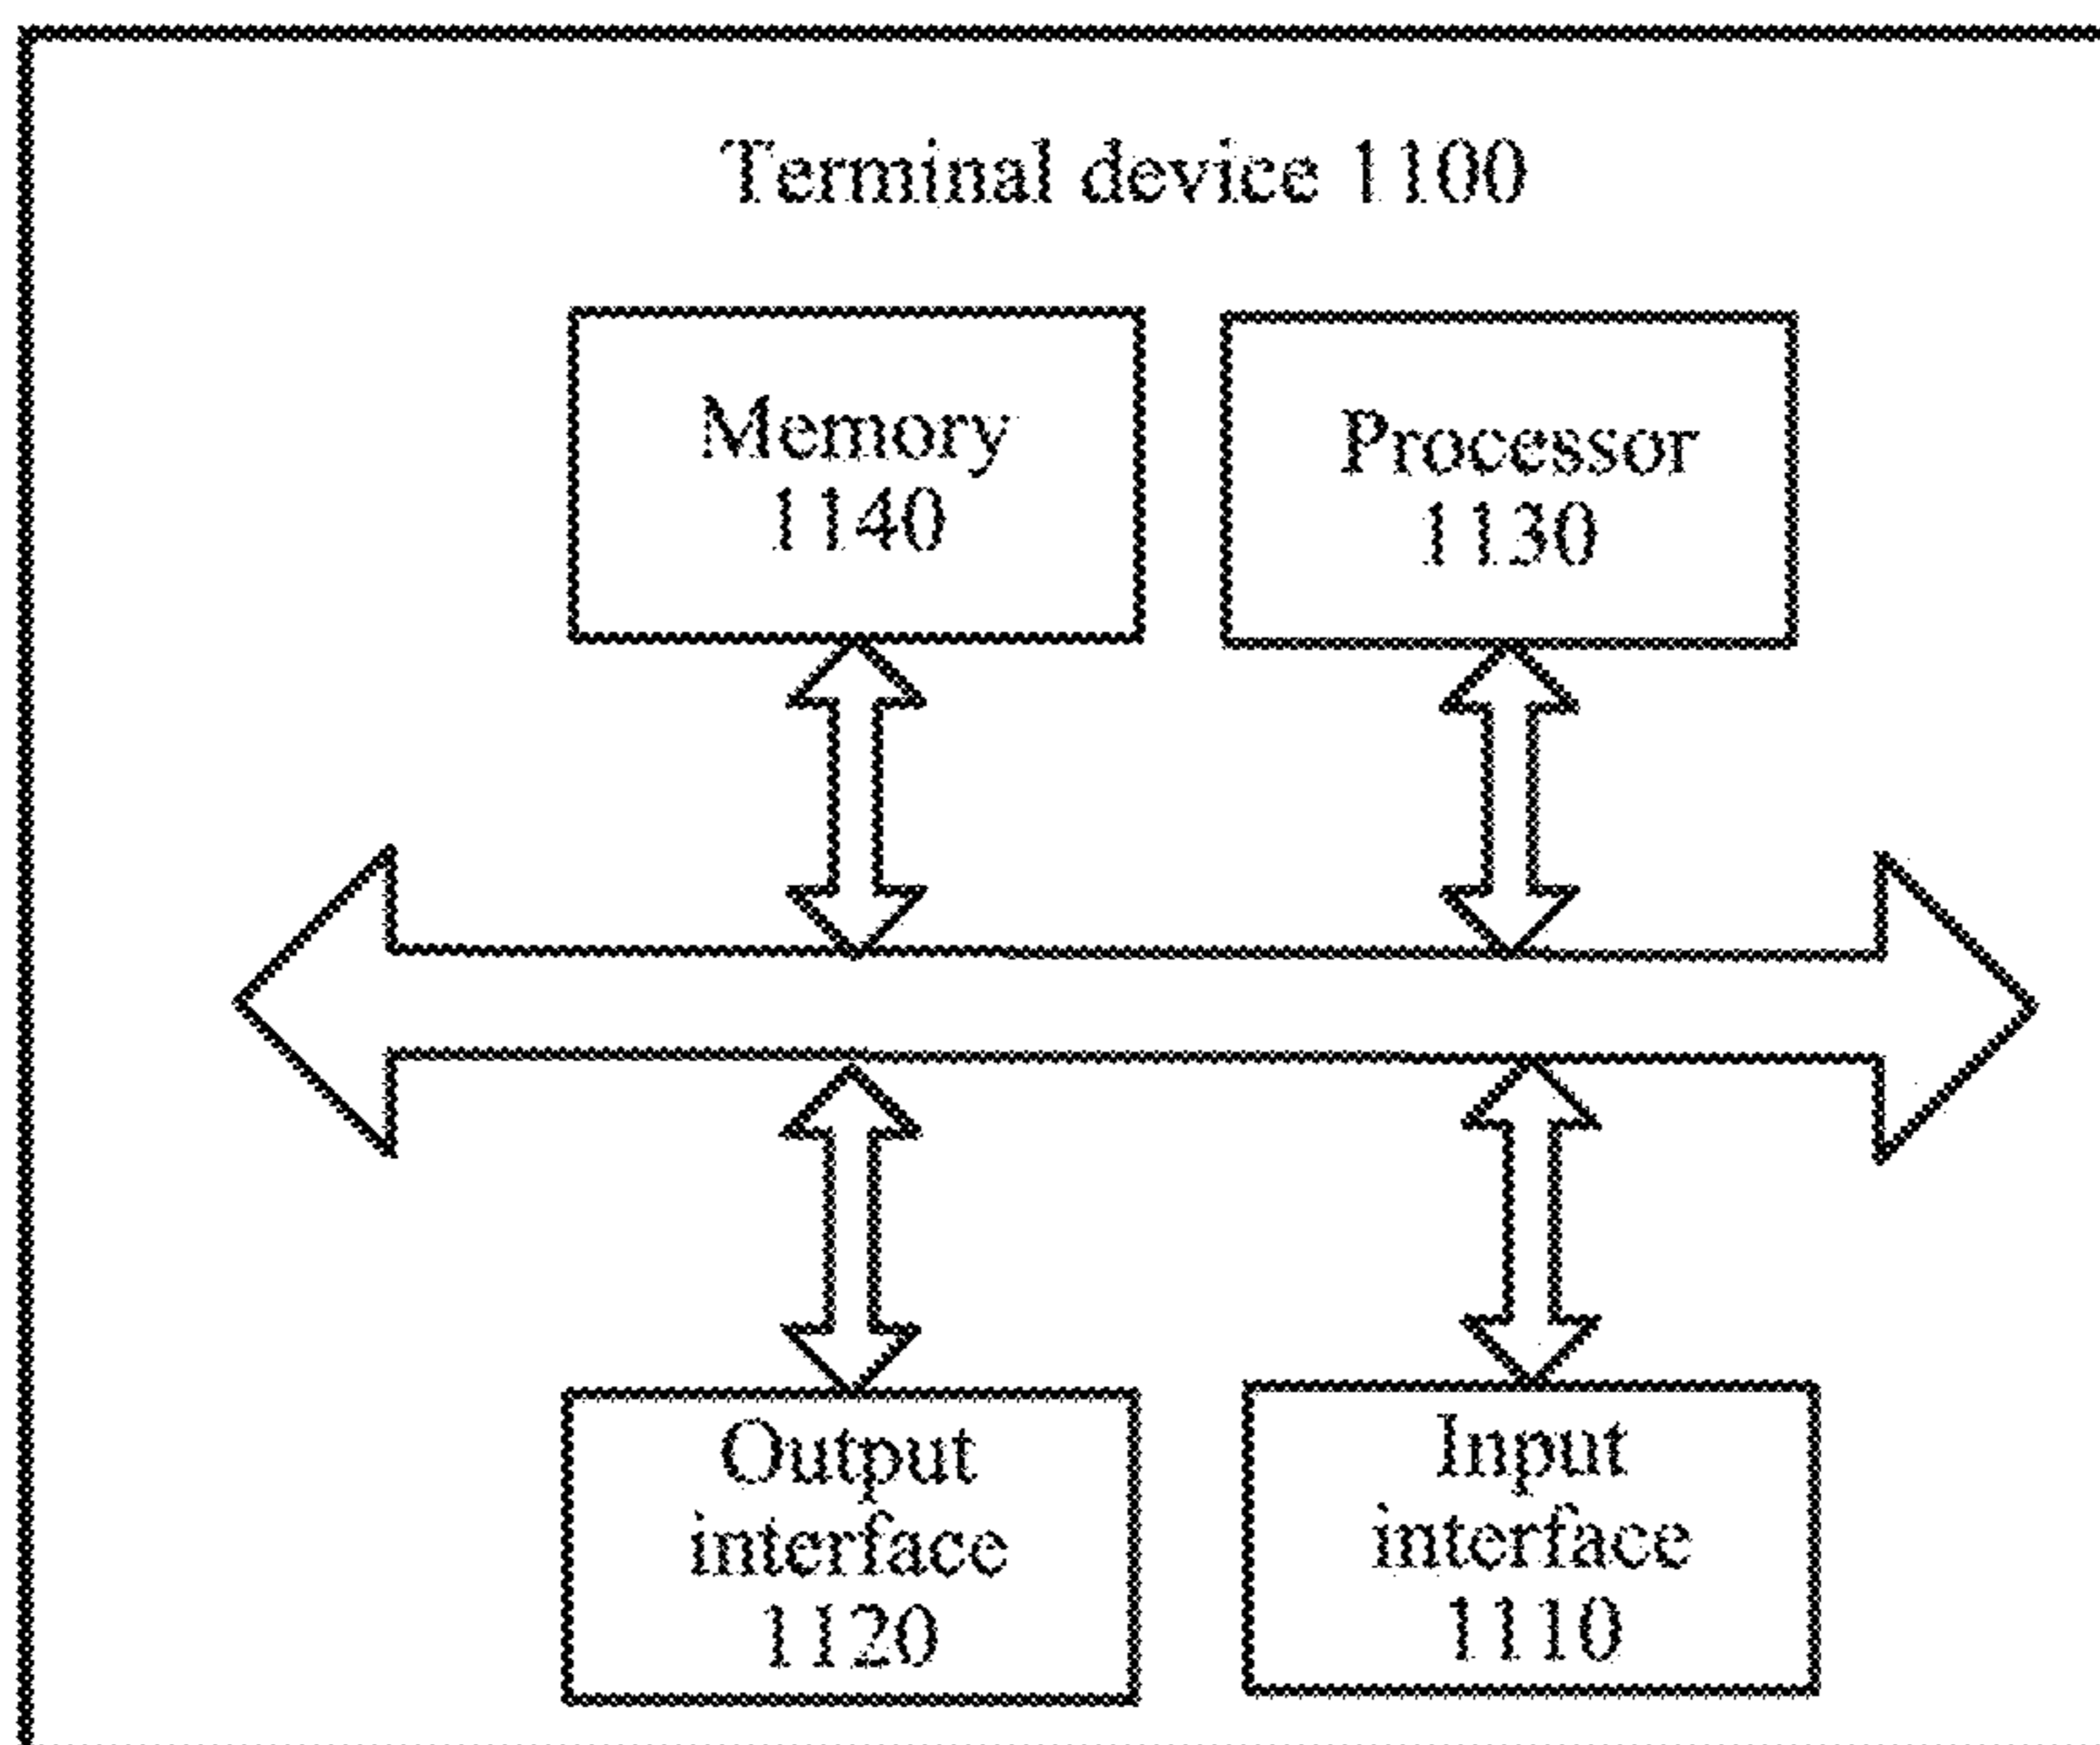 Terminal device 1100
Memory
1140
Processor
1130
Output
interface
1120
Input
interface
1110